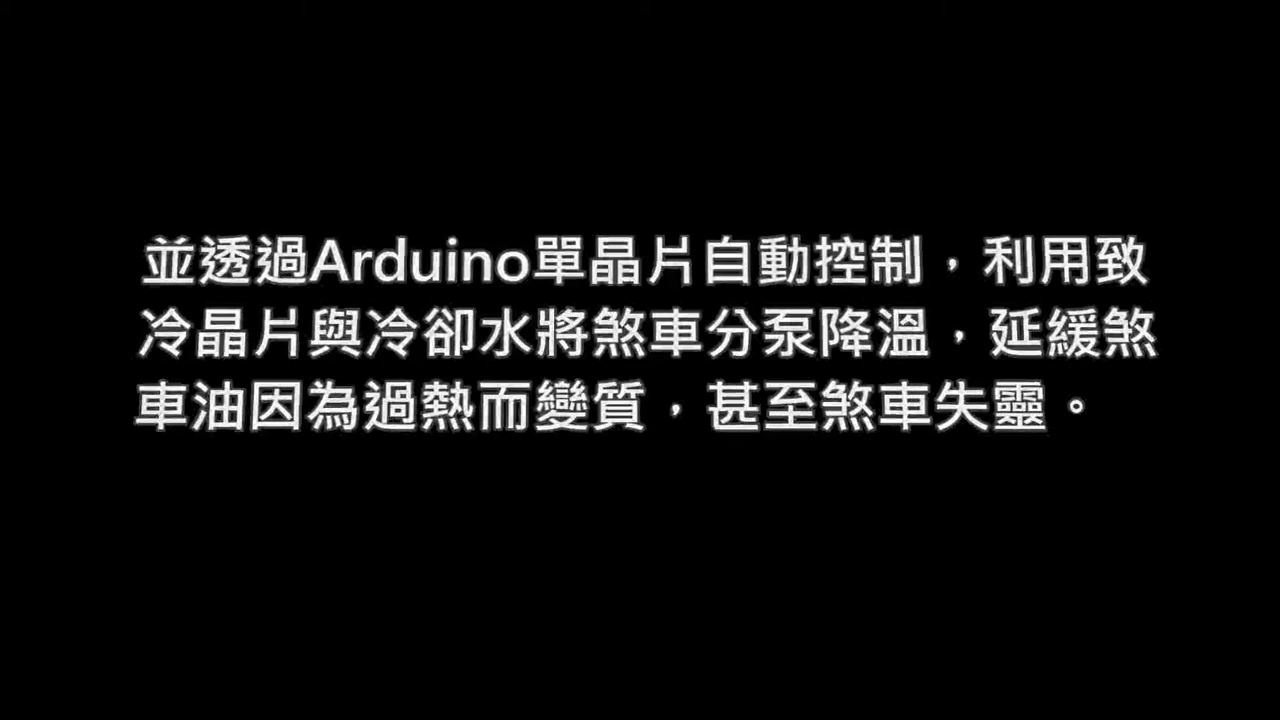 並透過Arduino單晶片自動控制，利用致
冷晶片與冷卻水將煞車分泵降溫，延緩煞
車油因為過熱而變質，甚至煞車失靈。